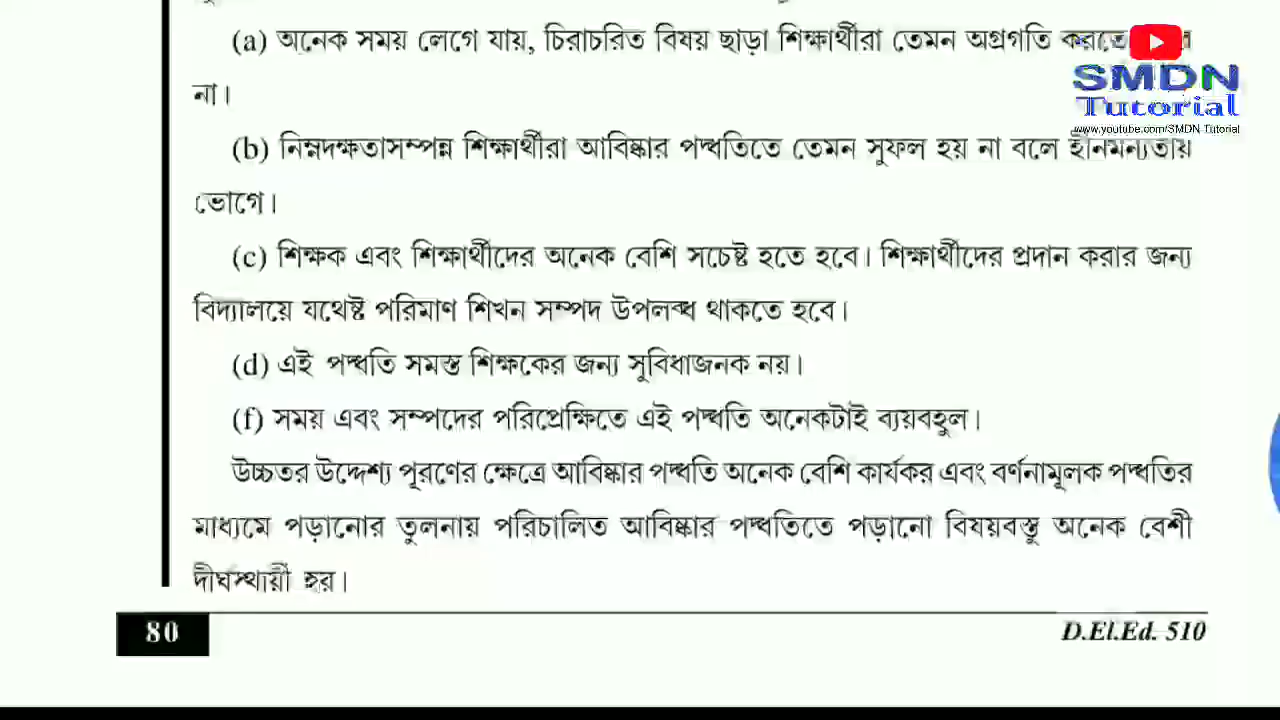 (a) অনেক সময় লেগে যায়, চিরাচরিত বিষয় ছাড়া শিক্ষার্থীরা তেমন অগ্রগতি করতে
না।
SMDN
Tutorial
www.youtube.com/SMDN Tutorial
(b) নিম্নদক্ষতাসম্পন্ন শিক্ষার্থীরা আবিষ্কার পদ্ধতিতে তেমন সুফল হয় না বলে হীনমন্যতায়
ভোগে।
(c) শিক্ষক এবং শিক্ষার্থীদের অনেক বেশি সচেষ্ট হতে হবে। শিক্ষার্থীদের প্রদান করার জন্য
বিদ্যালয়ে যথেষ্ট পরিমাণ শিখন সম্পদ উপলব্ধ থাকতে হবে।
(d) এই পদ্ধতি সমস্ত শিক্ষকের জন্য সুবিধাজনক নয়।
(f) সময় এবং সম্পদের পরিপ্রেক্ষিতে এই পদ্ধতি অনেকটাই ব্যয়বহুল।
উচ্চতর উদ্দেশ্য পূরণের ক্ষেত্রে আবিষ্কার পদ্ধতি অনেক বেশি কার্যকর এবং বর্ণনামূলক পদ্ধতির
মাধ্যমে পড়ানোর তুলনায় পরিচালিত আবিষ্কার পদ্ধতিতে পড়ানো বিষয়বস্তু অনেক বেশী
দীর্ঘস্থায়ী হর।
80
D.El.Ed. 510